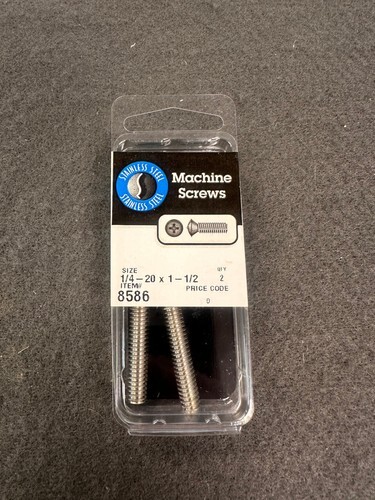 STAINLESS STEEL
STAINLESS STEEL
Machine
Screws
SIZE QTY
1/4-20 x 1-1/2 2
ITEM# PRICE CODE
8586 D